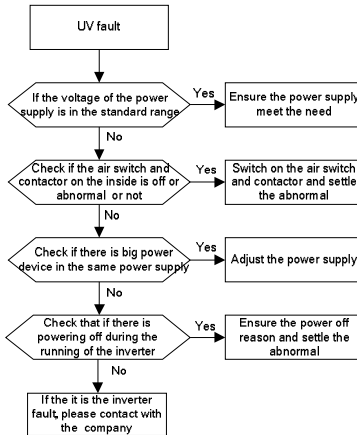 UV fault
If the voltage of the power
supply is in the standard range
Yes
Ensure the power supply
meet the need
No
Check if the air switch and
contactor on the inside is off or
abnormal or not
Yes
Switch on the air switch
and contactor and settle
the abnormal
No
Check if there is big power
device in the same power supply
Yes
Adjust the power supply
No
Check that if there is
powering off during the
running of the inverter
Yes
Ensure the power off
reason and settle the
abnormal
No
If the it is the inverter
fault, please contact with
the company